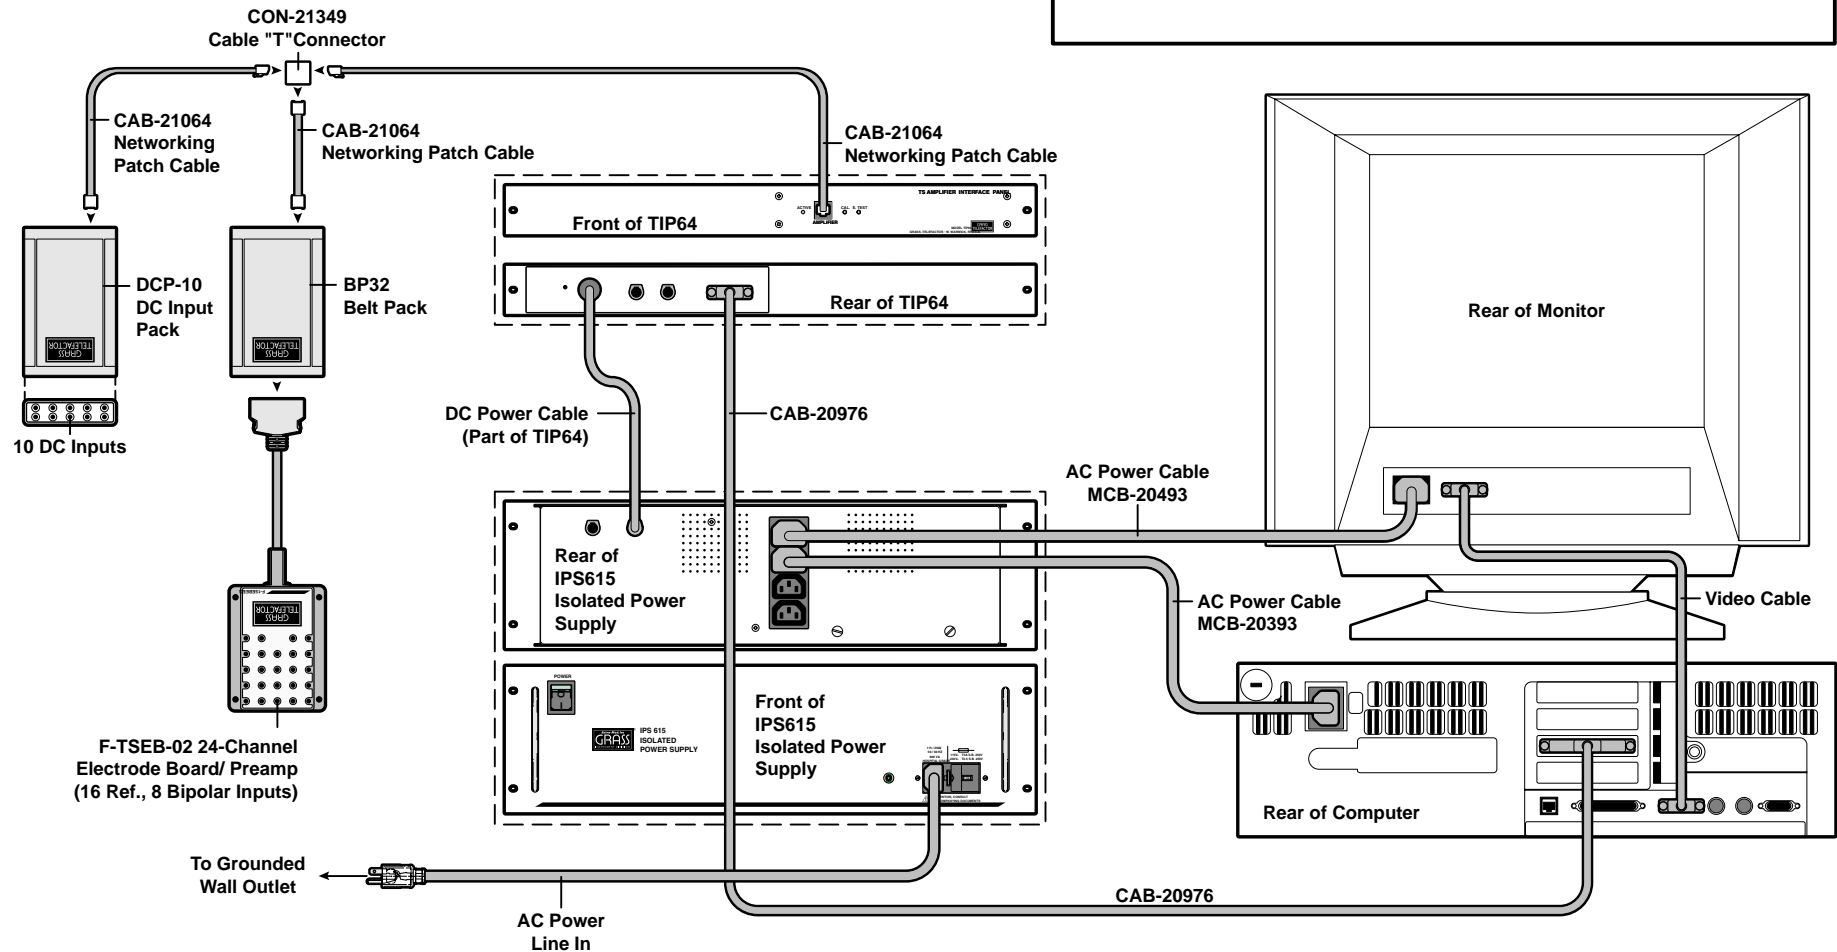 CON-21349
Cable "T"Connector
CAB-21064
Networking
Patch Cable
CAB-21064
Networking Patch Cable
CAB-21064
Networking Patch Cable
TS AMPLIFIER INTERFACE PANEL
ACTIVE
AMPLIFIER
CAL
E. TEST
Front of TIP64
Rear of TIP64
DCP-10
DC Input
Pack
GRASS
TELEFACTOR
BP32
Belt Pack
GRASS
TELEFACTOR
10 DC Inputs
DC Power Cable
(Part of TIP64)
CAB-20976
Rear of Monitor
AC Power Cable
MCB-20493
Rear of
IPS615
Isolated Power
Supply
AC Power Cable
MCB-20393
Video Cable
GRASS
TELEFACTOR
F-TSEB-02 24-Channel
Electrode Board/ Preamp
(16 Ref., 8 Bipolar Inputs)
POWER
GRASS
IPS 615
ISOLATED
POWER SUPPLY
Front of
IPS615
Isolated Power
Supply
Rear of Computer
To Grounded
Wall Outlet
AC Power
Line In
CAB-20976